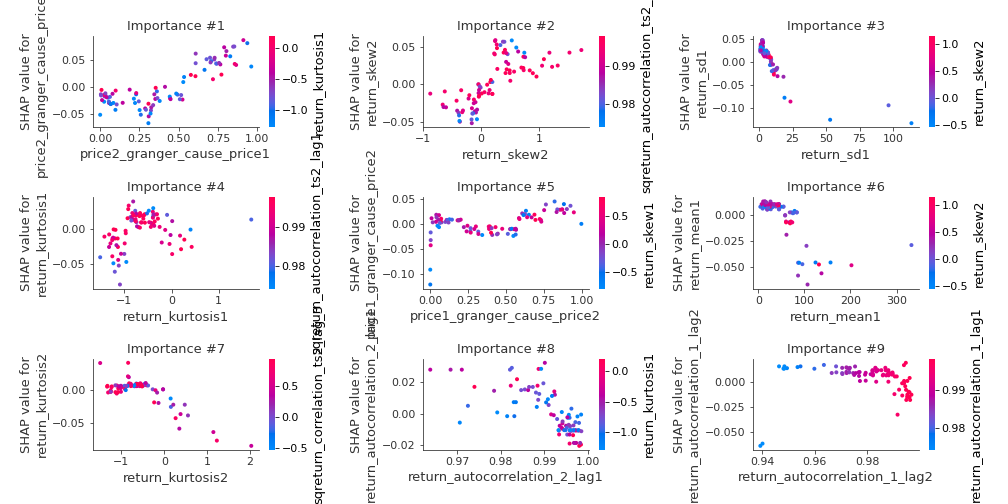 Importance #1
SHAP value for
price2_granger_cause_price1
0.05
0.00
−0.05
0.00
0.25
0.50
0.75
1.00
price2_granger_cause_price1
0.0
−0.5
−1.0
return_kurtosis1
Importance #2
SHAP value for
return_skew2
0.05
0.00
−0.05
−1
0
1
return_skew2
0.99
0.98
Importance #3
SHAP value for
return_sd1
0.05
0.00
−0.05
−0.10
0
25
50
75
100
return_sd1
1.0
0.5
0.0
−0.5
return_skew2
Importance #4
SHAP value for
return_kurtosis1
0.00
−0.05
−1
0
1
return_kurtosis1
0.99
0.98
Importance #5
SHAP value for
price1_granger_cause_price2
0.05
0.00
−0.05
−0.10
0.00
0.25
0.50
0.75
1.00
price1_granger_cause_price2
0.5
0.0
−0.5
return_skew1
Importance #6
SHAP value for
return_mean1
0.000
−0.025
−0.050
0
100
200
300
return_mean1
1.0
0.5
0.0
−0.5
return_skew2
Importance #7
SHAP value for
return_kurtosis2
0.00
−0.05
−1
0
1
2
return_kurtosis2
0.5
0.0
−0.5
Importance #8
SHAP value for
return_autocorrelation_2_lag1
0.02
0.00
−0.02
0.97
0.98
0.99
1.00
return_autocorrelation_2_lag1
0.0
−0.5
−1.0
return_kurtosis1
Importance #9
SHAP value for
return_autocorrelation_1_lag2
0.000
−0.025
−0.050
0.94
0.96
0.98
return_autocorrelation_1_lag2
0.99
0.98
return_autocorrelation_1_lag1